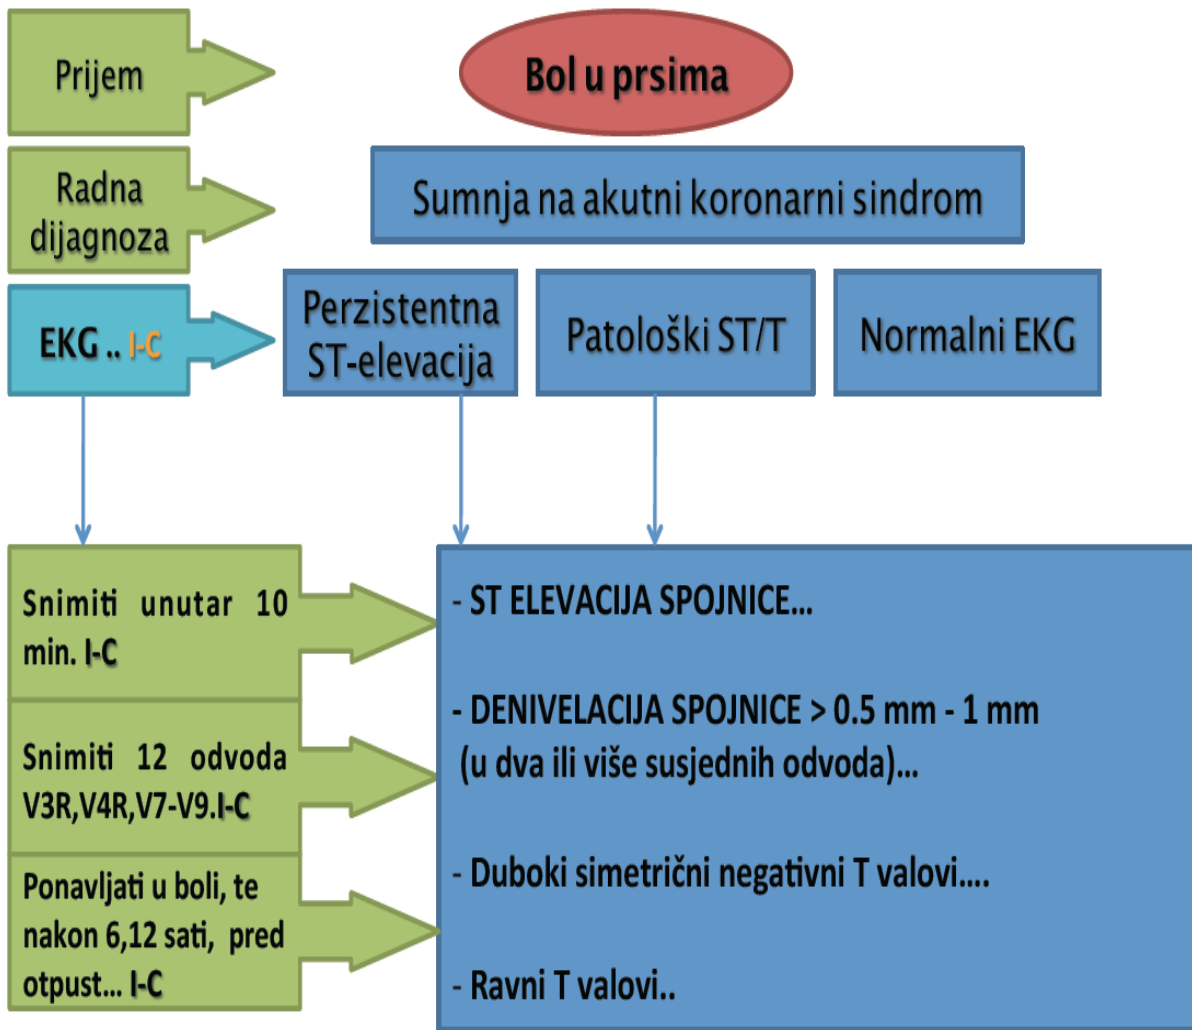 Prijem
Bol u prsima
Radna
dijagnoza
Sumnja na akutni koronarni sindrom
EKG .. I-C
Perzistentna
ST-elevacija
Patološki ST/T
Normalni EKG
Snimiti unutar 10
min. I-C
Snimiti 12 odvoda
V3R,V4R,V7-V9.I-C
Ponavljati u boli, te
nakon 6,12 sati, pred
otpust... I-C
- ST ELEVACIJA SPOJNICE...
- DENIVELACIJA SPOJNICE > 0.5 mm - 1 mm
(u dva ili više susjednih odvoda)...
- Duboki simetrični negativni T valovi....
- Ravni T valovi..